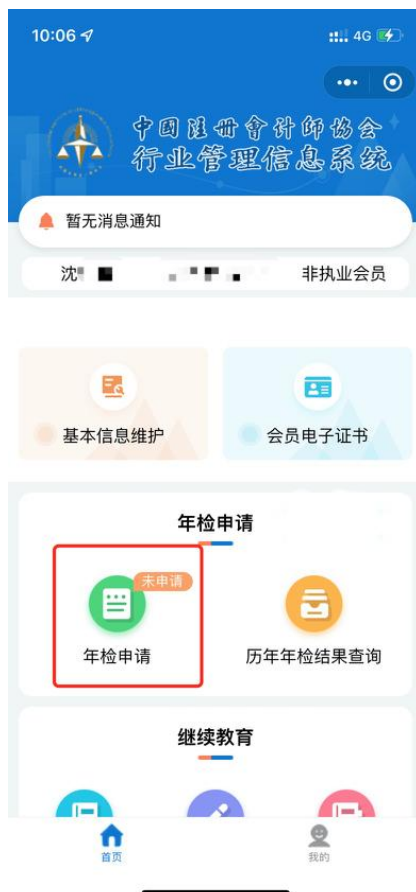 10:06
4G
中国注册會计师協会
行业管理信息系统
暂无消息通知
沈
非执业会员
基本信息维护
会员电子证书
年检申请
未申请
年检申请
历年年检结果查询
继续教育
首页
我的